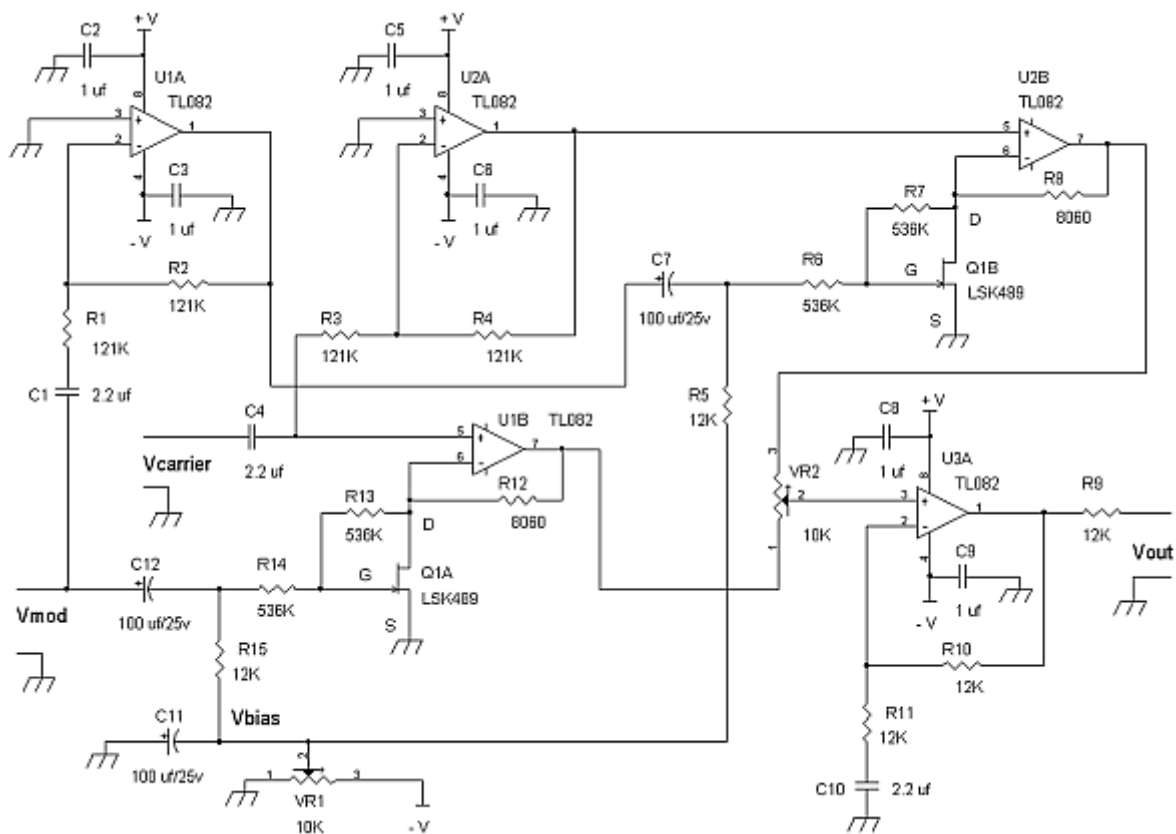 C2
+ V
1 uf
U1A
TL082
8
3
+
2
-
1
4
C3
1 uf
- V
C5
+ V
1 uf
U2A
TL082
8
3
+
2
-
1
4
C6
1 uf
- V
U2B
TL082
5
+
6
-
7
R7
536K
R8
8060
D
G
Q1B
LSK489
S
R2
121K
R1
121K
C1
2.2 uf
R3
121K
R4
121K
C7
+
100 uf/25v
R6
536K
R5
12K
C4
2.2 uf
Vcarrier
U1B
TL082
5
+
6
-
7
R13
536K
R12
8060
D
G
Q1A
LSK489
S
C12
+
100 uf/25v
R14
536K
Vmod
R15
12K
Vbias
C11
+
100 uf/25v
1
2
3
VR1
10K
- V
3
VR2
2
10K
1
C8
+ V
1 uf
U3A
TL082
8
3
+
2
-
1
4
C9
1 uf
- V
R9
12K
Vout
R10
12K
R11
12K
C10
2.2 uf